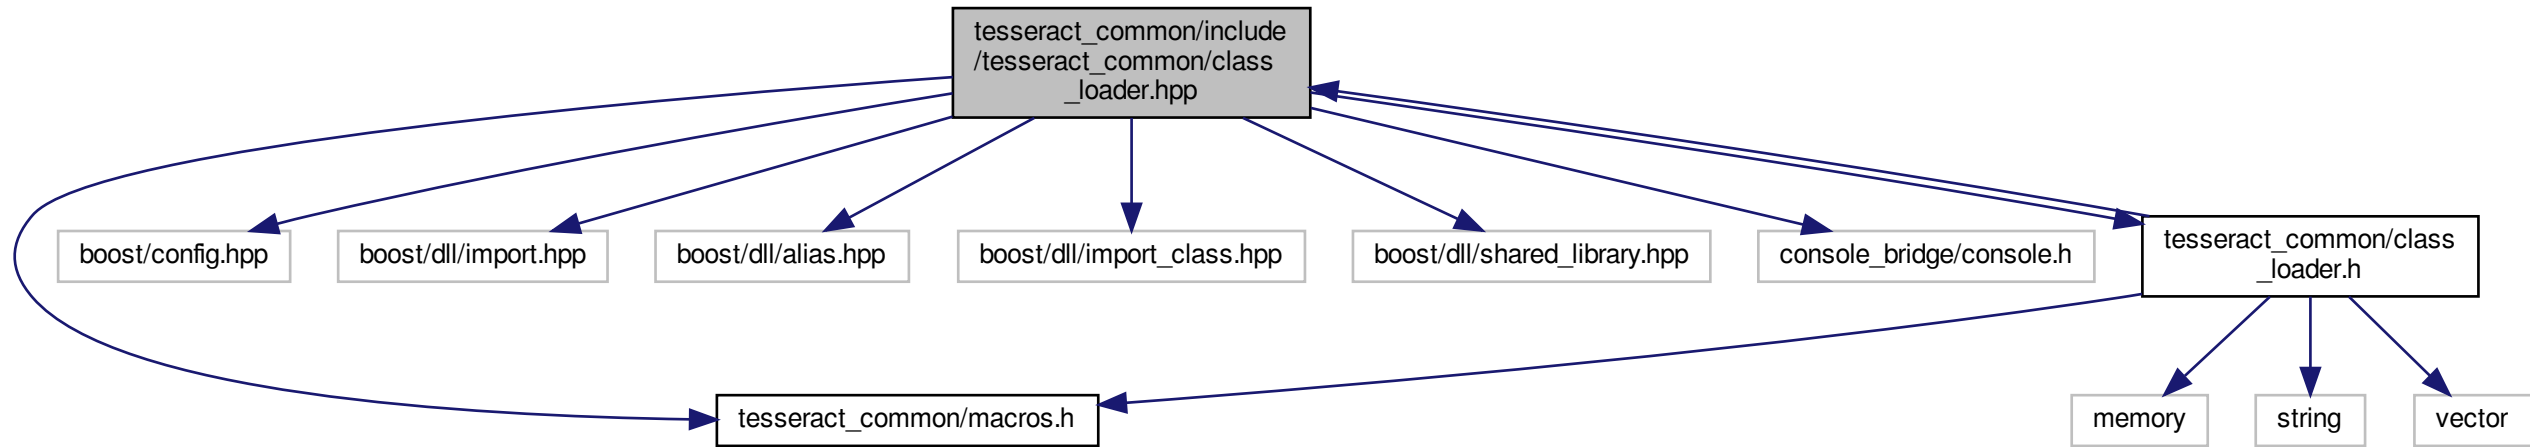 tesseract_common/include
/tesseract_common/class
_loader.hpp
boost/config.hpp
boost/dll/import.hpp
boost/dll/alias.hpp
boost/dll/import_class.hpp
boost/dll/shared_library.hpp
console_bridge/console.h
tesseract_common/class
_loader.h
tesseract_common/macros.h
memory
string
vector